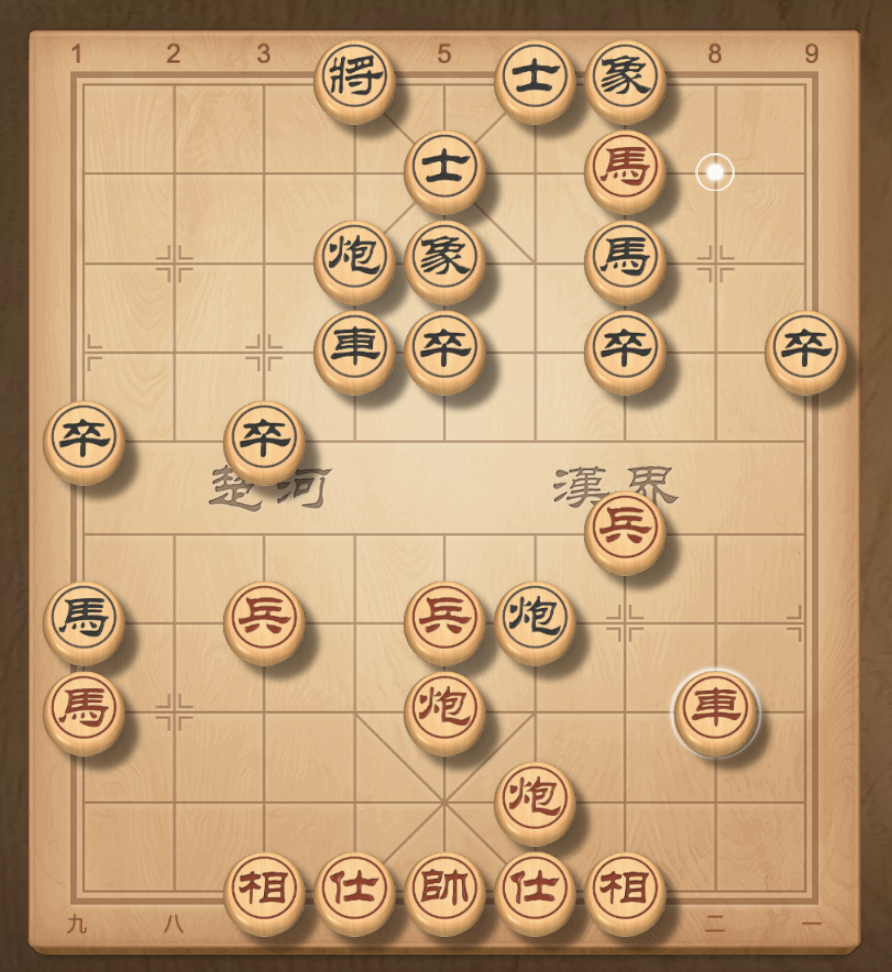 1 2 3 5 8 9
將 士 象
士 馬
炮 象 馬
車 卒 卒 卒
卒 卒
楚 河 漢 界
兵
馬 兵 兵 炮
馬 炮 車
炮
相 仕 帥 仕 相
九 八 二 一